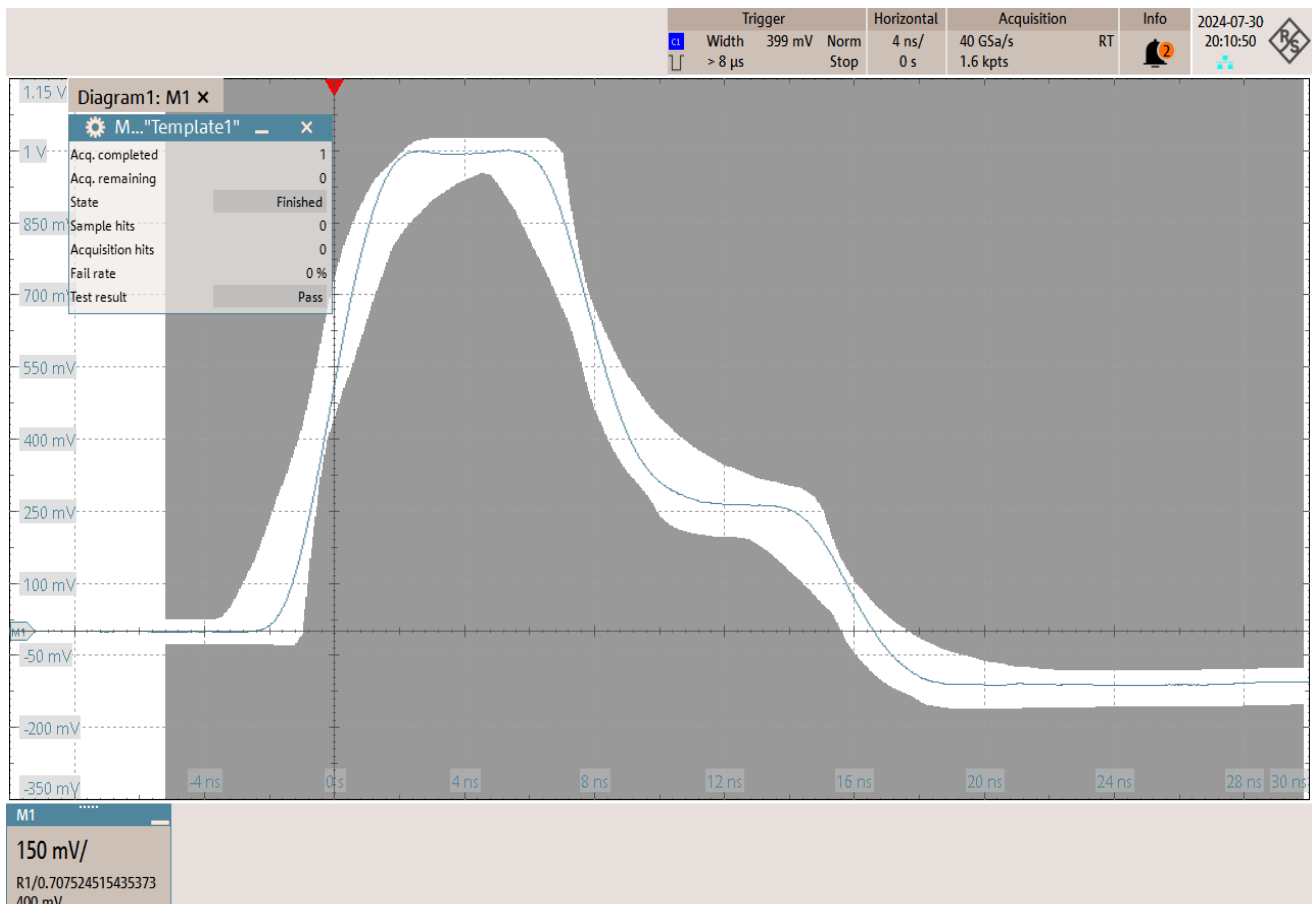 Trigger
Horizontal
Acquisition
Info
2024-07-30
20:10:50
R&S
C1
Width 399 mV Norm
> 8 µs Stop
4 ns/
0 s
40 GSa/s RT
1.6 kpts
2
Diagram1: M1 ×
M..."Template1" _ ×
Acq. completed 1
Acq. remaining 0
State Finished
Sample hits 0
Acquisition hits 0
Fail rate 0 %
Test result Pass
1.15 V
1 V
850 m
700 m
550 mV
400 mV
250 mV
100 mV
M1
-50 mV
-200 mV
-350 mV
-4 ns
0 s
4 ns
8 ns
12 ns
16 ns
20 ns
24 ns
28 ns
30 ns
M1
150 mV/
R1/0.707524515435373
400 mV